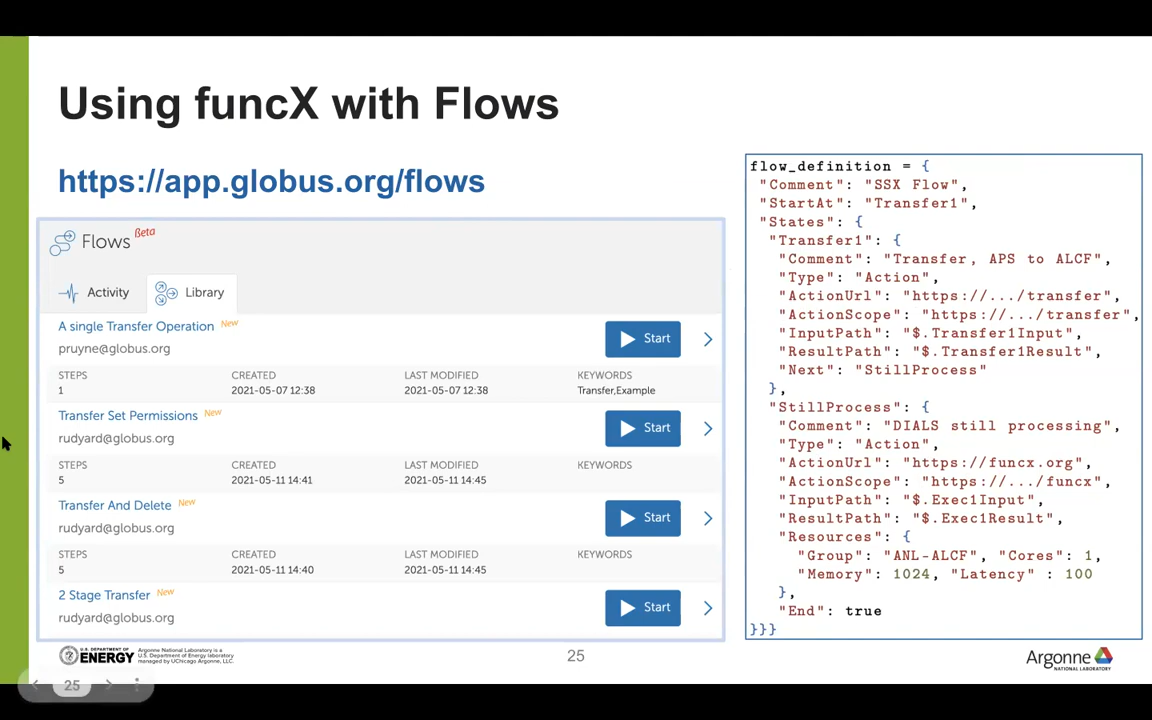 Using funcX with Flows
https://app.globus.org/flows
Flows Beta
Activity
Library
A single Transfer Operation New
pruyne@globus.org
Start
STEPS CREATED LAST MODIFIED KEYWORDS
1 2021-05-07 12:38 2021-05-07 12:38 Transfer,Example
Transfer Set Permissions New
rudyard@globus.org
Start
STEPS CREATED LAST MODIFIED KEYWORDS
5 2021-05-11 14:41 2021-05-11 14:45
Transfer And Delete New
rudyard@globus.org
Start
STEPS CREATED LAST MODIFIED KEYWORDS
5 2021-05-11 14:40 2021-05-11 14:45
2 Stage Transfer New
rudyard@globus.org
Start
flow_definition = {
"Comment": "SSX Flow",
"StartAt": "Transfer1",
"States": {
"Transfer1": {
"Comment": "Transfer, APS to ALCF",
"Type": "Action",
"ActionUrl": "https://.../transfer",
"ActionScope": "https://.../transfer",
"InputPath": "$.Transfer1Input",
"ResultPath": "$.Transfer1Result",
"Next": "StillProcess"
},
"StillProcess": {
"Comment": "DIALS still processing",
"Type": "Action",
"ActionUrl": "https://funcx.org",
"ActionScope": "https://.../funcx",
"InputPath": "$.Exec1Input",
"ResultPath": "$.Exec1Result",
"Resources": {
"Group": "ANL-ALCF", "Cores": 1,
"Memory": 1024, "Latency" : 100
},
"End": true
}}}
U.S. DEPARTMENT OF
ENERGY
Argonne National Laboratory is a
U.S. Department of Energy laboratory
managed by UChicago Argonne, LLC.
25
Argonne
NATIONAL LABORATORY
25